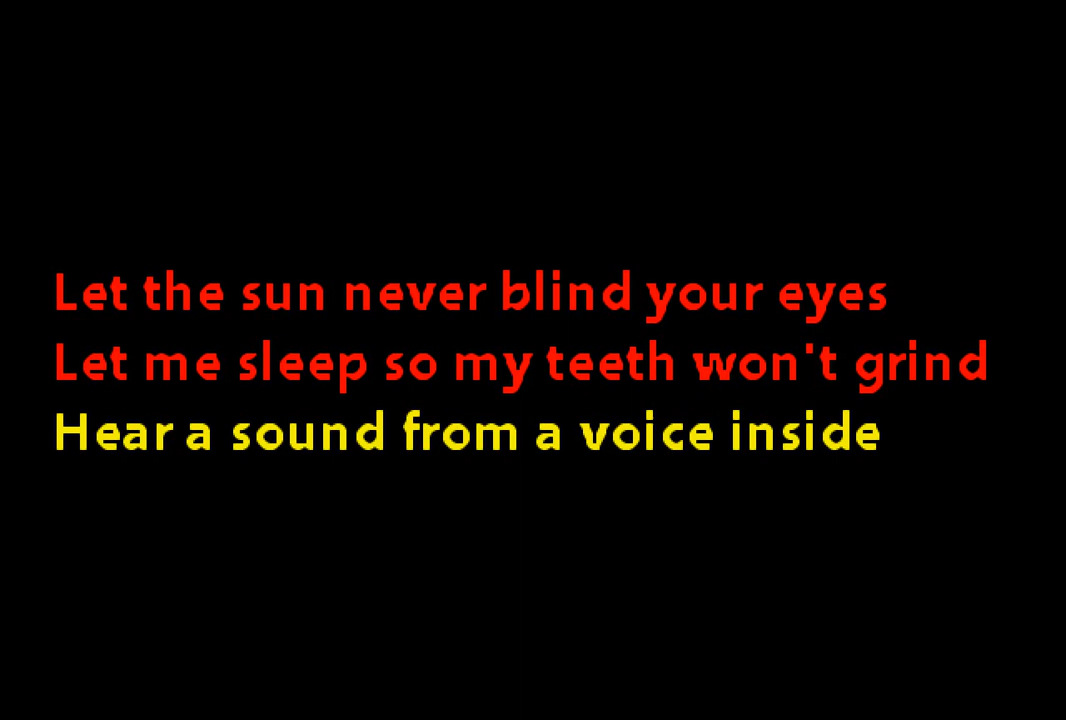 Let the sun never blind your eyes
Let me sleep so my teeth won't grind
Hear a sound from a voice inside